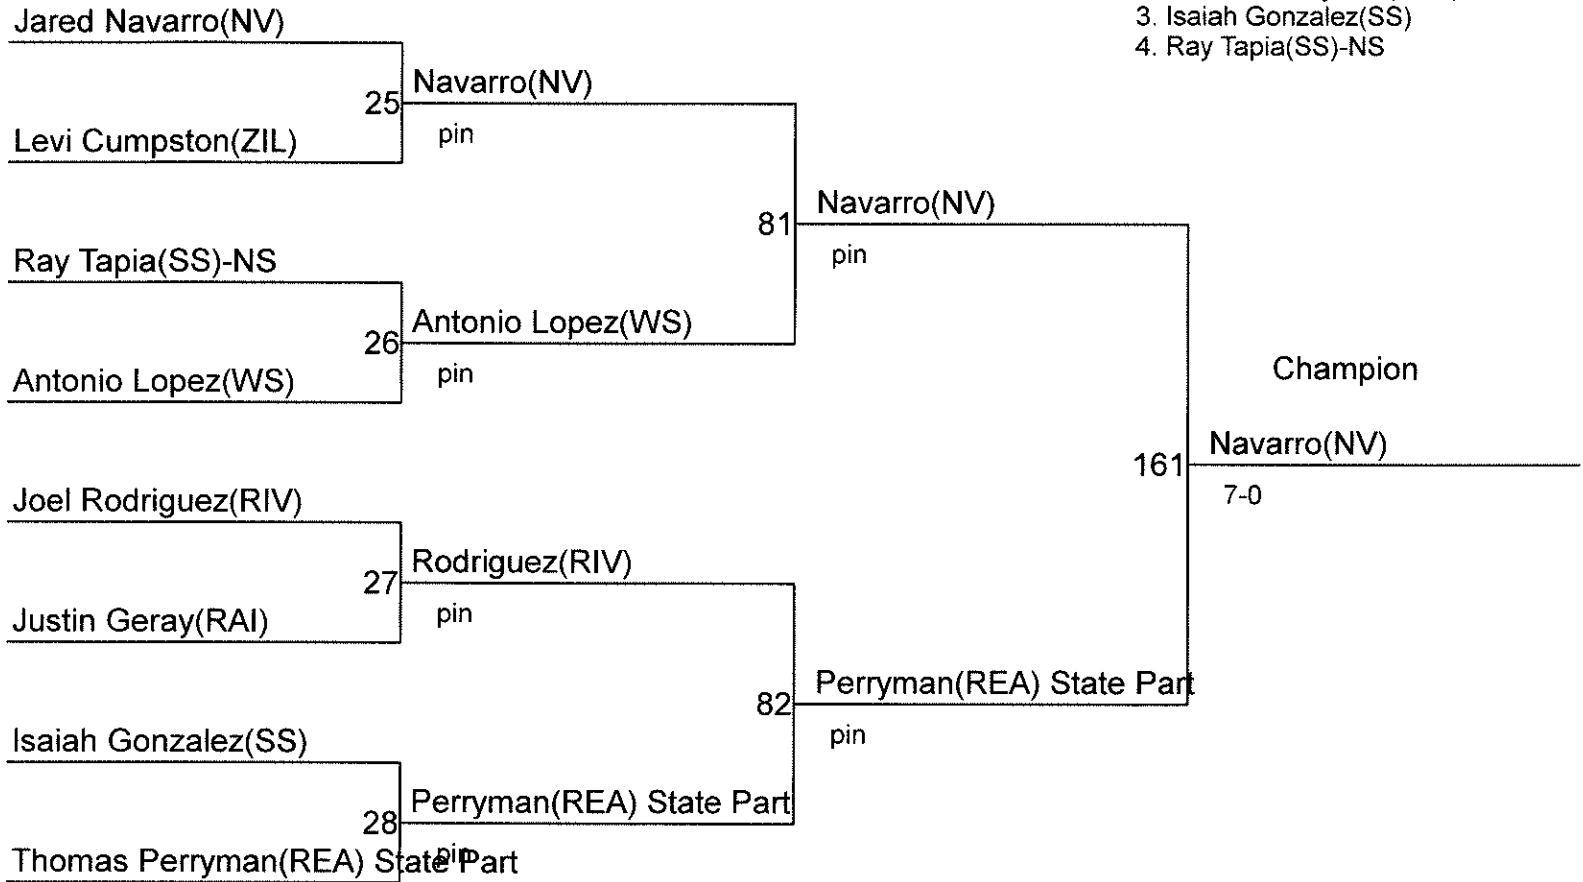 Jared Navarro(NV)
3. Isaiah Gonzalez(SS)
4. Ray Tapia(SS)-NS
25
Navarro(NV)
pin
Levi Cumpston(ZIL)
81
Navarro(NV)
pin
Ray Tapia(SS)-NS
26
Antonio Lopez(WS)
pin
Antonio Lopez(WS)
Champion
161
Navarro(NV)
7-0
Joel Rodriguez(RIV)
27
Rodriguez(RIV)
pin
Justin Geray(RAI)
82
Perryman(REA) State Part
pin
Isaiah Gonzalez(SS)
28
Perryman(REA) State Part
pin
Thomas Perryman(REA) State Part